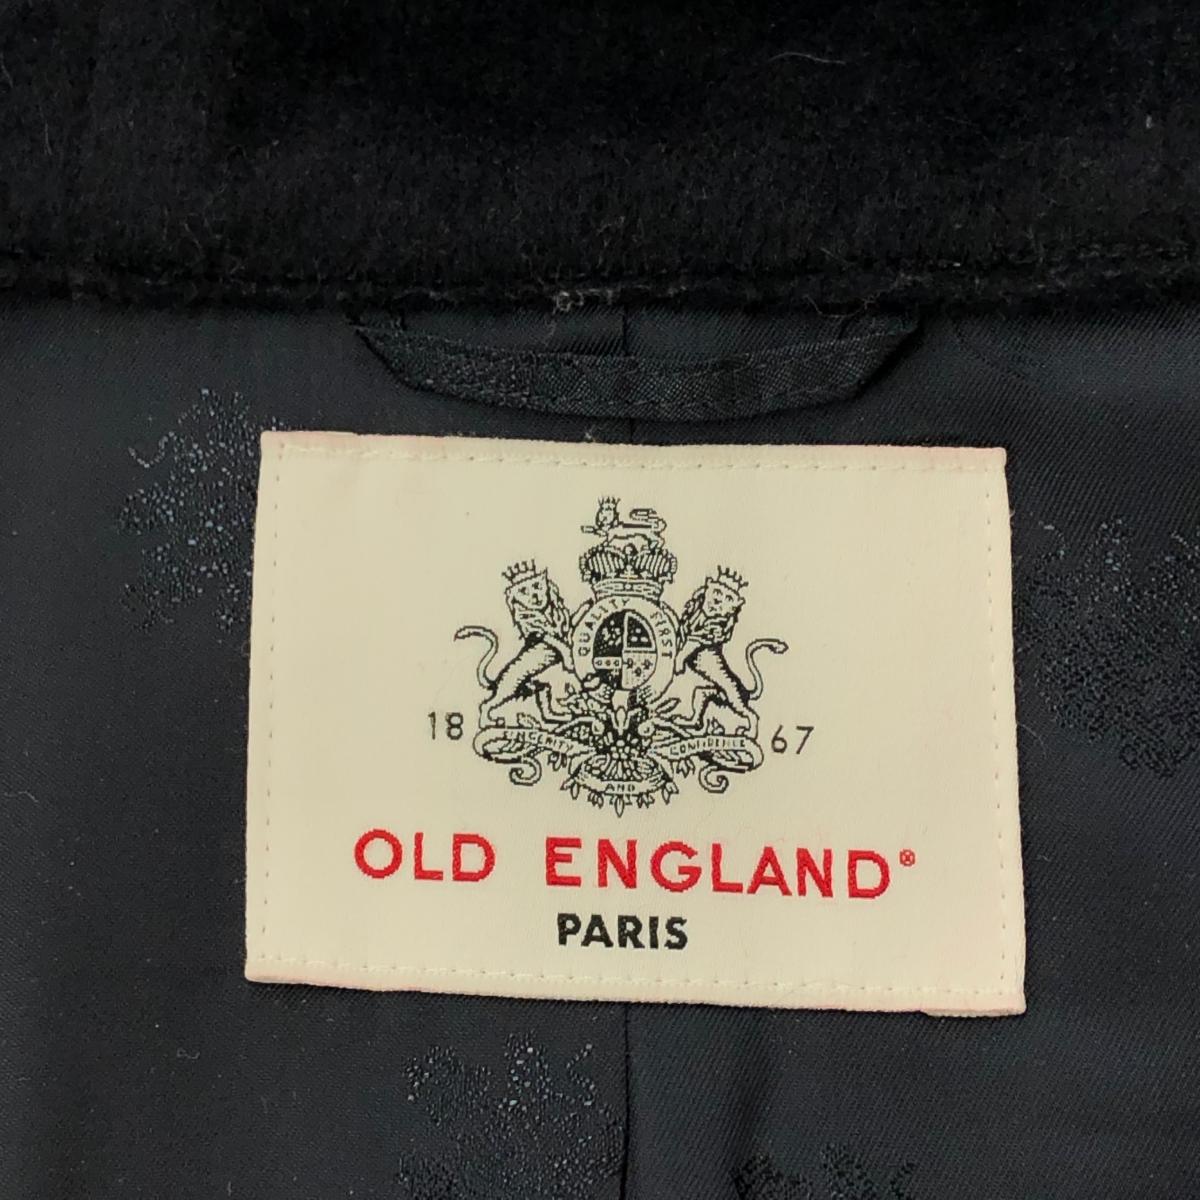 QUALITY FIRST
18 67
SINCERITY CONFIDENCE
AND
OLD ENGLAND®
PARIS